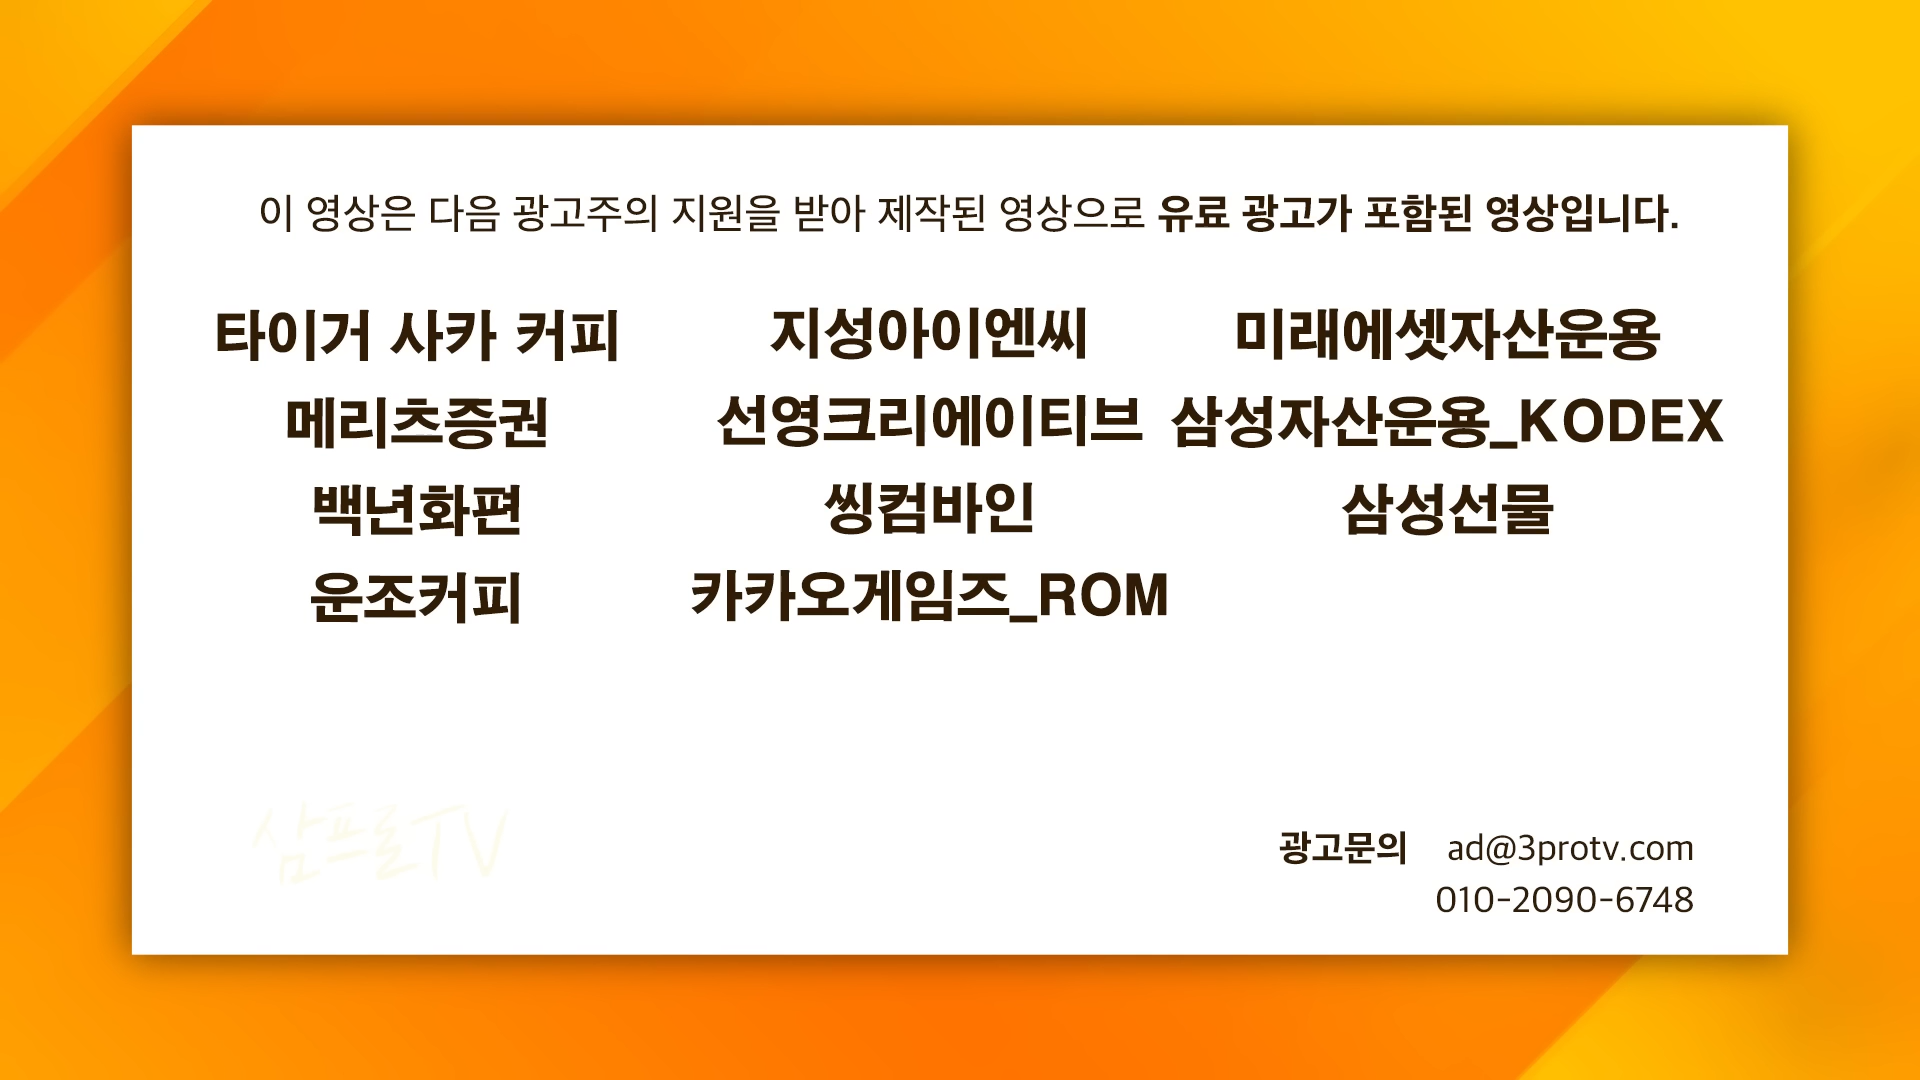 이 영상은 다음 광고주의 지원을 받아 제작된 영상으로 유료 광고가 포함된 영상입니다.
타이거 사카 커피 지성아이엔씨 미래에셋자산운용
메리츠증권 선영크리에이티브 삼성자산운용_KODEX
백년화편 씽컴바인 삼성선물
운조커피 카카오게임즈_ROM
삼프로TV
광고문의 ad@3protv.com
010-2090-6748